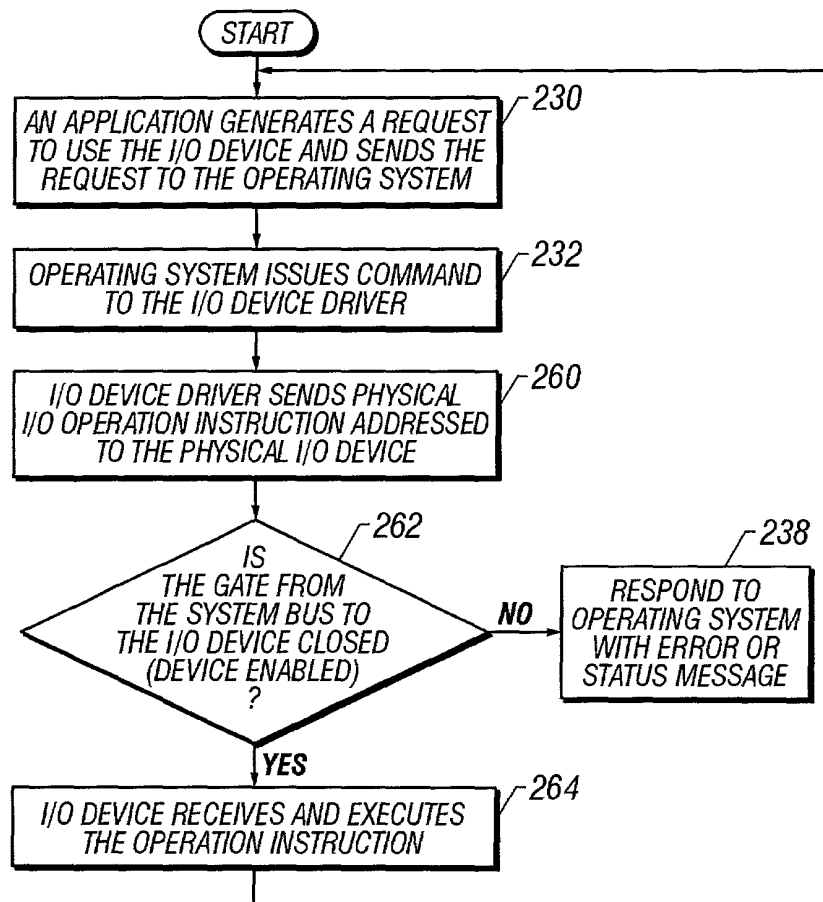 START
230
AN APPLICATION GENERATES A REQUEST
TO USE THE I/O DEVICE AND SENDS THE
REQUEST TO THE OPERATING SYSTEM
232
OPERATING SYSTEM ISSUES COMMAND
TO THE I/O DEVICE DRIVER
260
I/O DEVICE DRIVER SENDS PHYSICAL
I/O OPERATION INSTRUCTION ADDRESSED
TO THE PHYSICAL I/O DEVICE
262
IS
THE GATE FROM
THE SYSTEM BUS TO
THE I/O DEVICE CLOSED
(DEVICE ENABLED)
?
NO
238
RESPOND TO
OPERATING SYSTEM
WITH ERROR OR
STATUS MESSAGE
YES
264
I/O DEVICE RECEIVES AND EXECUTES
THE OPERATION INSTRUCTION